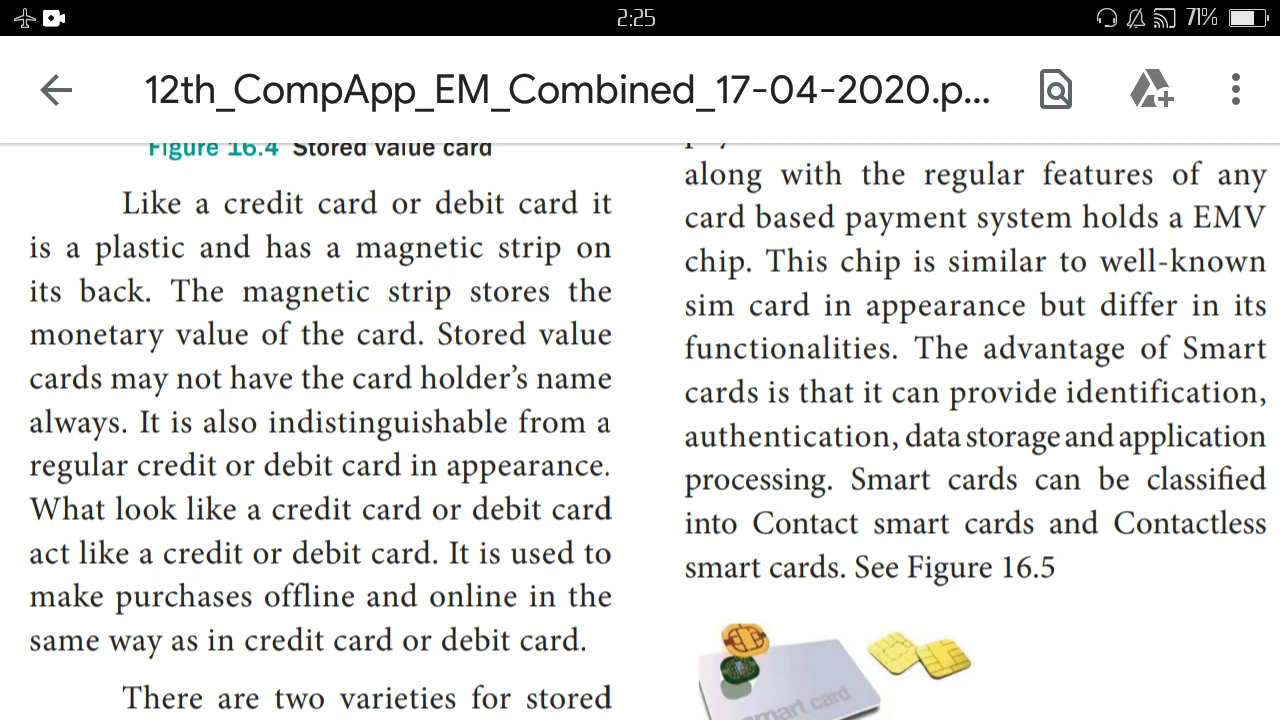 2:25
71%
12th_CompApp_EM_Combined_17-04-2020.p...
Figure 16.4 Stored value card
Like a credit card or debit card it
is a plastic and has a magnetic strip on
its back. The magnetic strip stores the
monetary value of the card. Stored value
cards may not have the card holder’s name
always. It is also indistinguishable from a
regular credit or debit card in appearance.
What look like a credit card or debit card
act like a credit or debit card. It is used to
make purchases offline and online in the
same way as in credit card or debit card.
There are two varieties for stored
along with the regular features of any
card based payment system holds a EMV
chip. This chip is similar to well-known
sim card in appearance but differ in its
functionalities. The advantage of Smart
cards is that it can provide identification,
authentication, data storage and application
processing. Smart cards can be classified
into Contact smart cards and Contactless
smart cards. See Figure 16.5
smart card